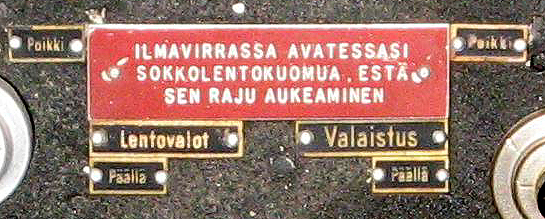 Poikki
ILMAVIRRASSA AVATESSASI
SOKKOLENTOKUOMUA, ESTÄ
SEN RAJU AUKEAMINEN
Poikki
Lentovalot
Valaistus
Päällä
Päällä